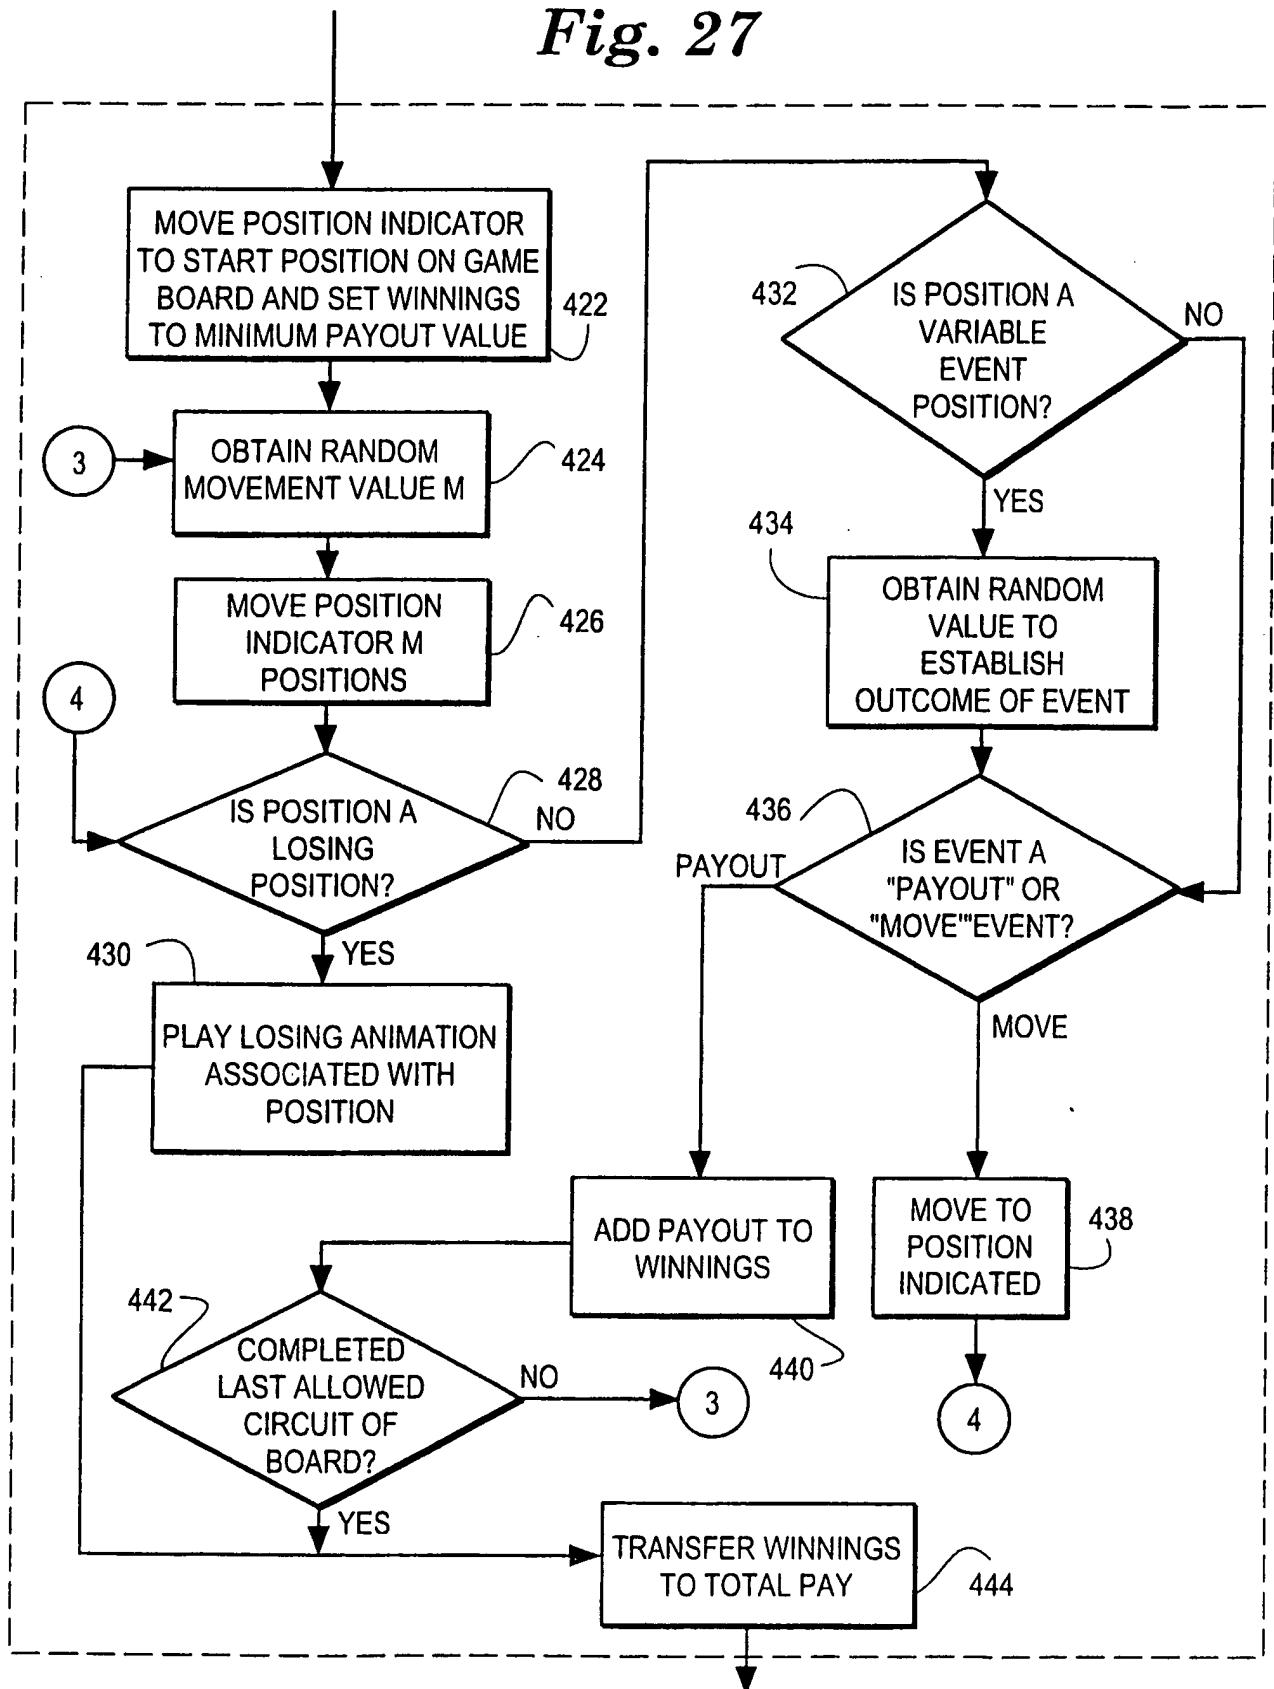 Fig. 27
MOVE POSITION INDICATOR
TO START POSITION ON GAME
BOARD AND SET WINNINGS
TO MINIMUM PAYOUT VALUE
422
3
OBTAIN RANDOM
MOVEMENT VALUE M
424
MOVE POSITION
INDICATOR M
POSITIONS
426
4
IS POSITION A
LOSING
POSITION?
428
NO
YES
430
PLAY LOSING ANIMATION
ASSOCIATED WITH
POSITION
432
IS POSITION A
VARIABLE
EVENT
POSITION?
NO
YES
434
OBTAIN RANDOM
VALUE TO
ESTABLISH
OUTCOME OF EVENT
436
IS EVENT A
"PAYOUT" OR
"MOVE'"EVENT?
PAYOUT
MOVE
ADD PAYOUT TO
WINNINGS
440
MOVE TO
POSITION
INDICATED
438
4
442
COMPLETED
LAST ALLOWED
CIRCUIT OF
BOARD?
NO
3
YES
TRANSFER WINNINGS
TO TOTAL PAY
444